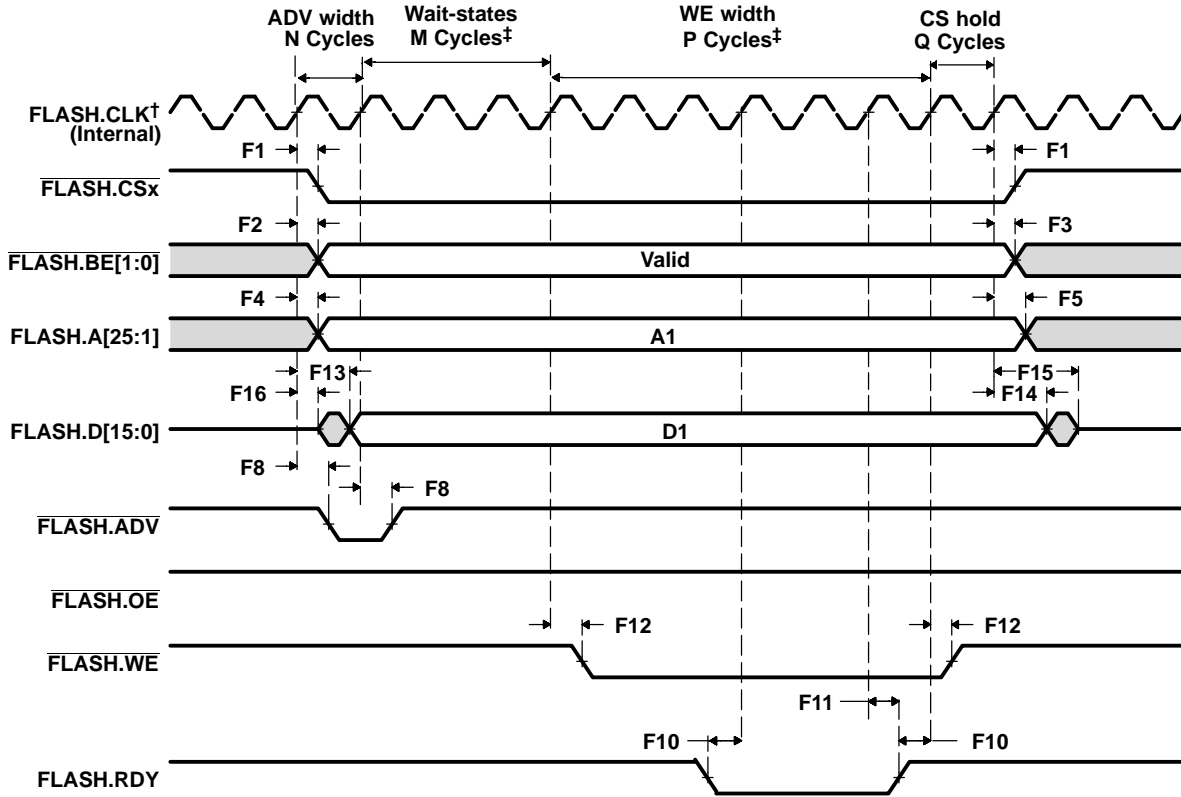 ADV width
N Cycles
Wait-states
M Cycles‡
WE width
P Cycles‡
CS hold
Q Cycles
FLASH.CLK†
(Internal)
F1
F1
FLASH.CSx
F2
F3
FLASH.BE[1:0]
Valid
F4
F5
FLASH.A[25:1]
A1
F13
F15
F16
F14
FLASH.D[15:0]
D1
F8
F8
FLASH.ADV
FLASH.OE
F12
F12
FLASH.WE
F11
F10
F10
FLASH.RDY